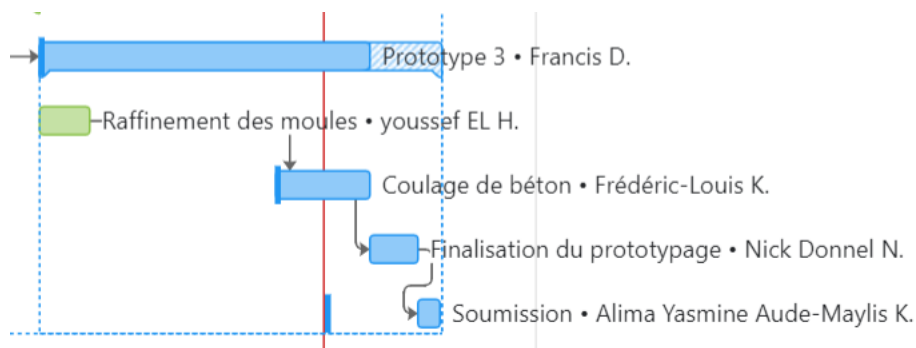 Prototype 3 • Francis D.
Raffinement des moules • youssef EL H.
Coulage de béton • Frédéric-Louis K.
Finalisation du prototypage • Nick Donnel N.
Soumission • Alima Yasmine Aude-Maylis K.